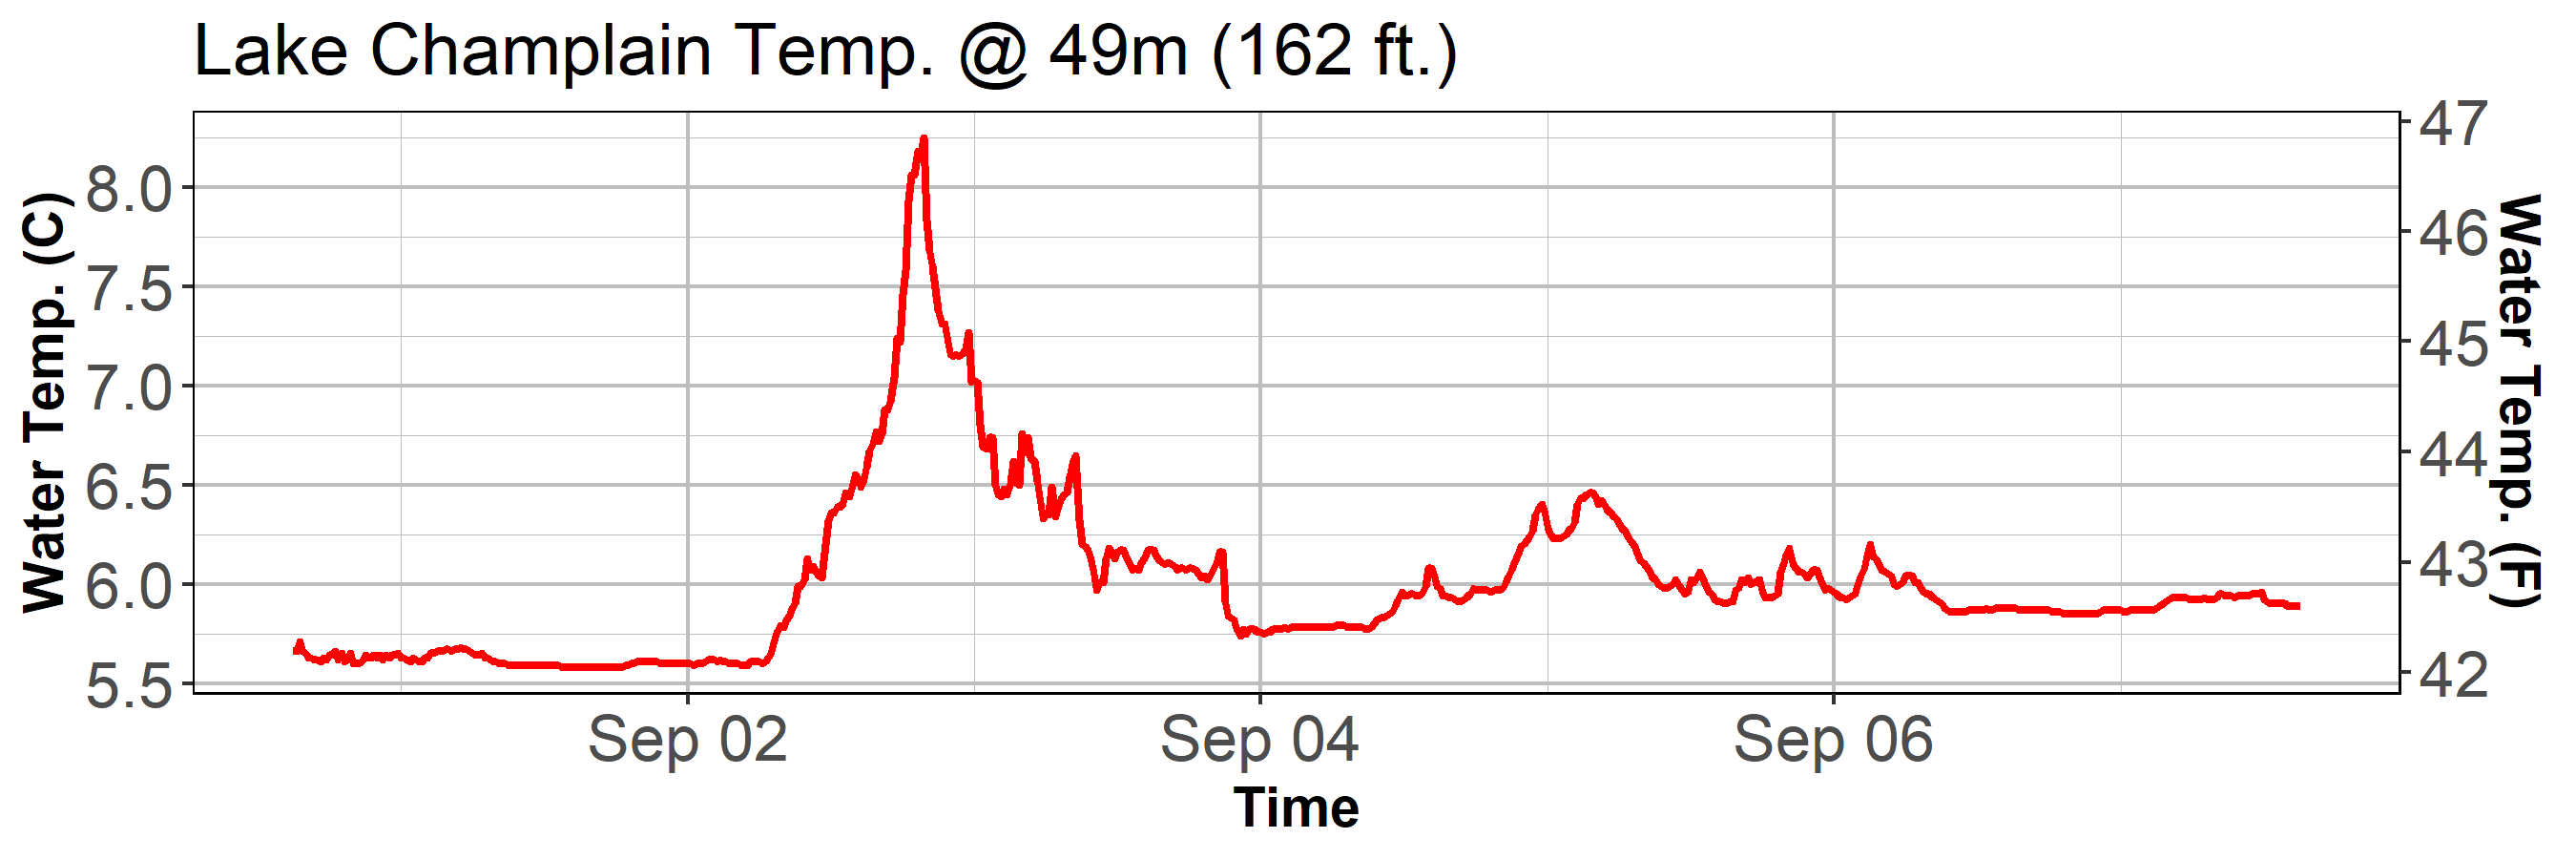 Lake Champlain Temp. @ 49m (162 ft.)
Water Temp. (C)
8.0
7.5
7.0
6.5
6.0
5.5
47
46
45
44
43
42
Water Temp. (F)
Sep 02
Sep 04
Sep 06
Time